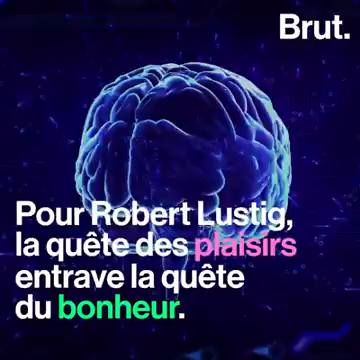 Brut.
Pour Robert Lustig,
la quête des plaisirs
entrave la quête
du bonheur.